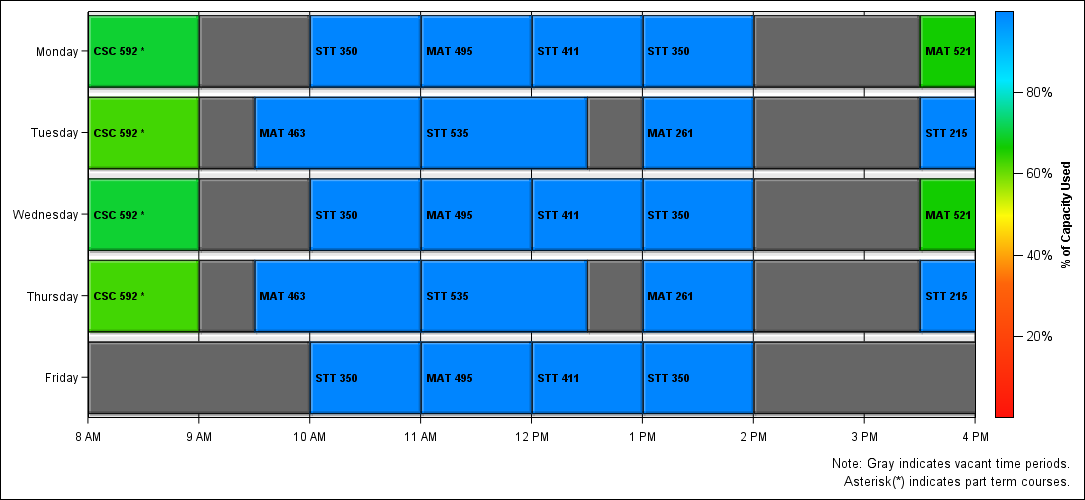 Monday CSC 592 * STT 350 MAT 495 STT 411 STT 350 MAT 521
80%
Tuesday CSC 592 * MAT 463 STT 535 MAT 261 STT 215
60%
% of Capacity Used
Wednesday CSC 592 * STT 350 MAT 495 STT 411 STT 350 MAT 521
40%
Thursday CSC 592 * MAT 463 STT 535 MAT 261 STT 215
20%
Friday STT 350 MAT 495 STT 411 STT 350
8 AM 9 AM 10 AM 11 AM 12 PM 1 PM 2 PM 3 PM 4 PM
Note: Gray indicates vacant time periods.
Asterisk(*) indicates part term courses.